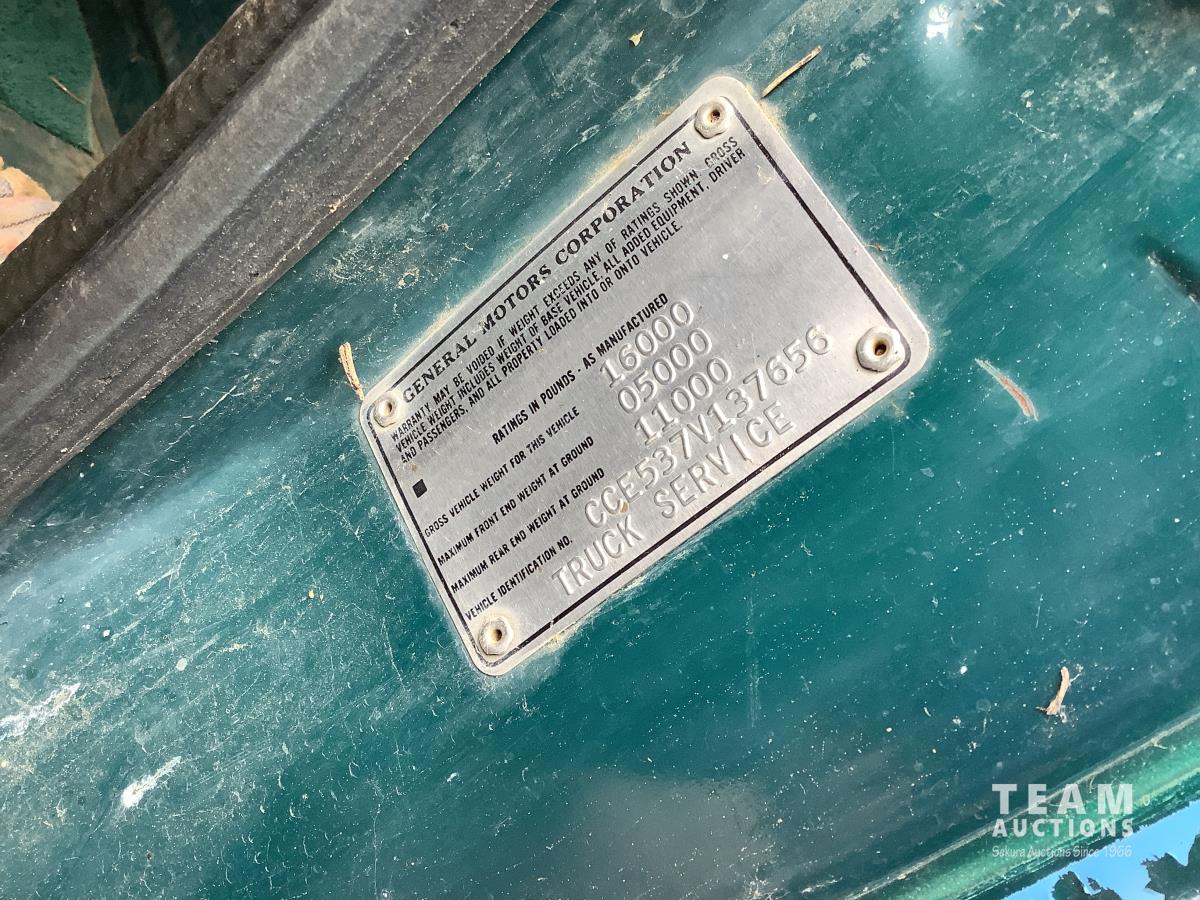 GENERAL MOTORS CORPORATION
WARRANTY MAY BE VOIDED IF WEIGHT EXCEEDS ANY OF RATINGS SHOWN. GROSS
VEHICLE WEIGHT INCLUDES WEIGHT OF BASE VEHICLE, ALL ADDED EQUIPMENT, DRIVER
AND PASSENGERS, AND ALL PROPERTY LOADED INTO OR ONTO VEHICLE.
RATINGS IN POUNDS - AS MANUFACTURED
GROSS VEHICLE WEIGHT FOR THIS VEHICLE 16000
MAXIMUM FRONT END WEIGHT AT GROUND 05000
MAXIMUM REAR END WEIGHT AT GROUND 11000
VEHICLE IDENTIFICATION NO. CCE537V137656
TRUCK SERVICE
TEAM
AUCTIONS
Sekura Auctions Since 1966